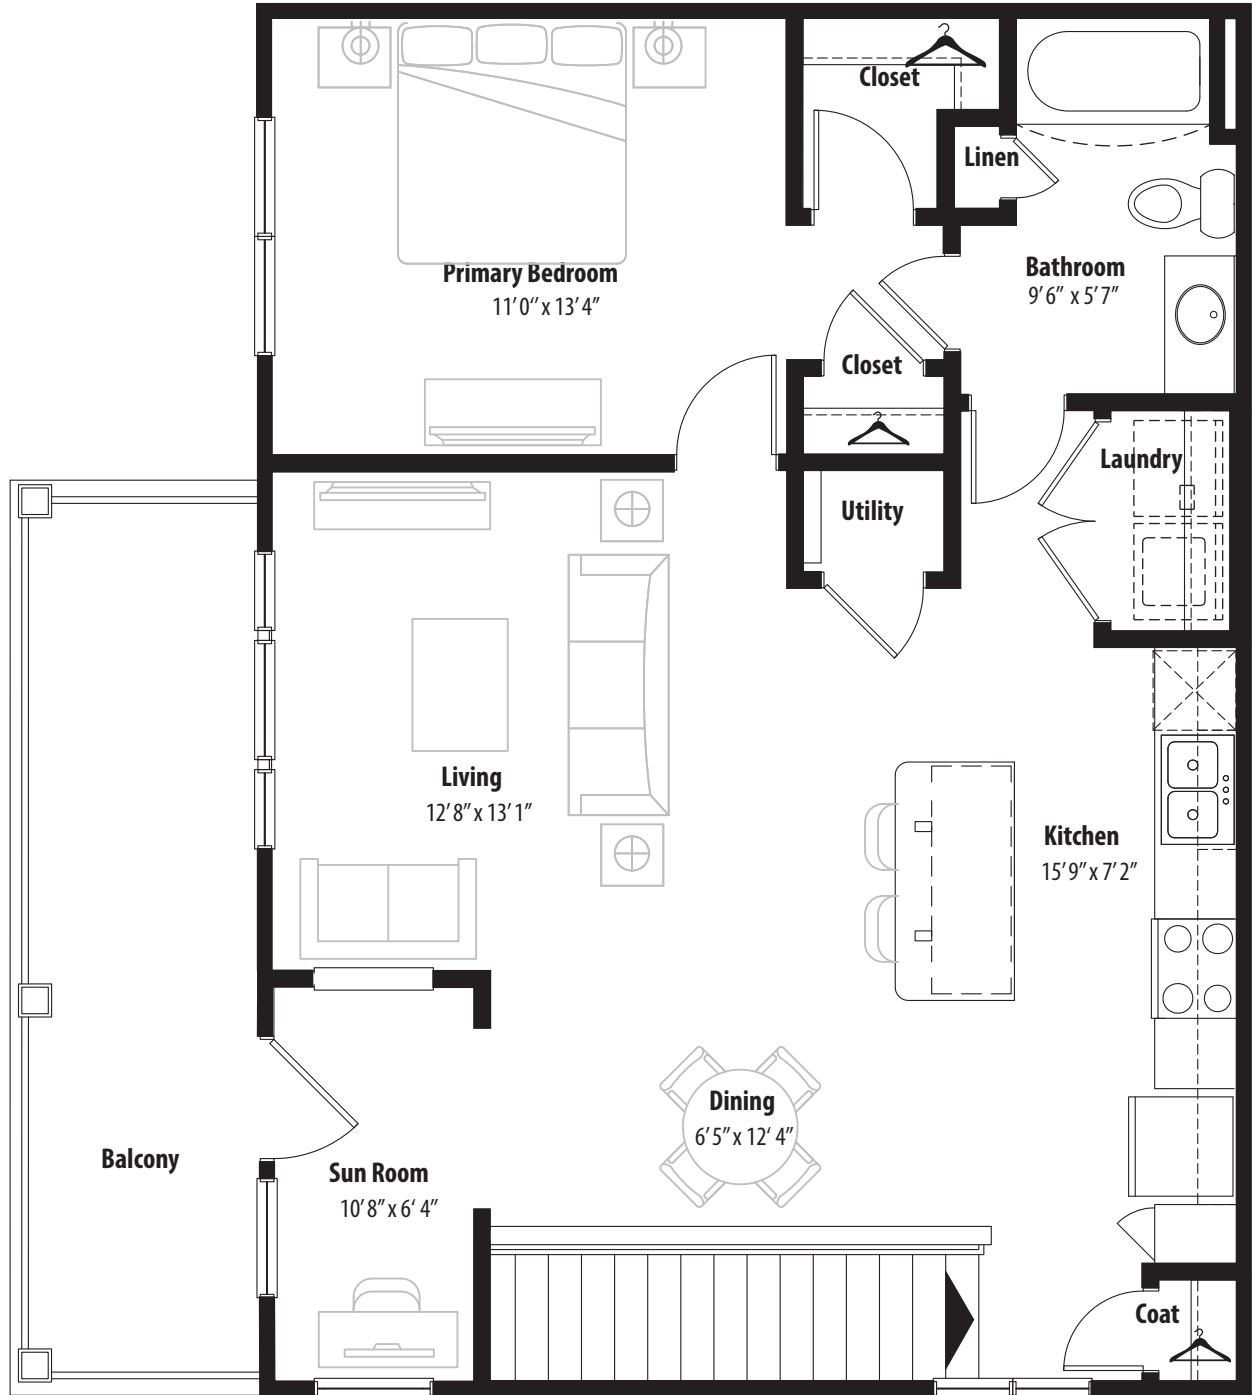 Closet
Linen
Primary Bedroom
11’0” x 13’4”
Bathroom
9’6” x 5’7”
Closet
Laundry
Utility
Living
12’8” x 13’1”
Kitchen
15’9” x 7’2”
Dining
6’5” x 12‘ 4”
Balcony
Sun Room
10’8” x 6‘ 4”
Coat